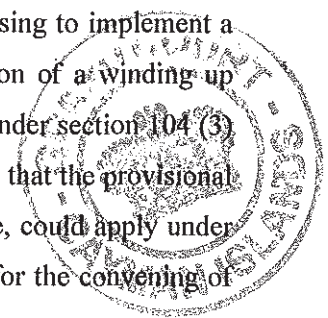 sing to implement a
on of a winding up
nder section 104 (3)
that the provisional
e, could apply under
for the convening of